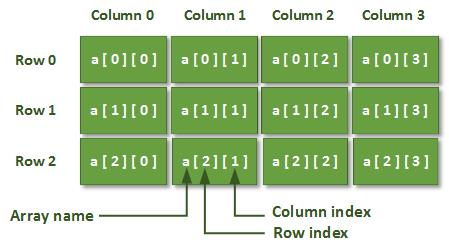 Column 0 Column 1 Column 2 Column 3
Row 0 a[0][0] a[0][1] a[0][2] a[0][3]
Row 1 a[1][0] a[1][1] a[1][2] a[1][3]
Row 2 a[2][0] a[2][1] a[2][2] a[2][3]
Array name Column index
Row index